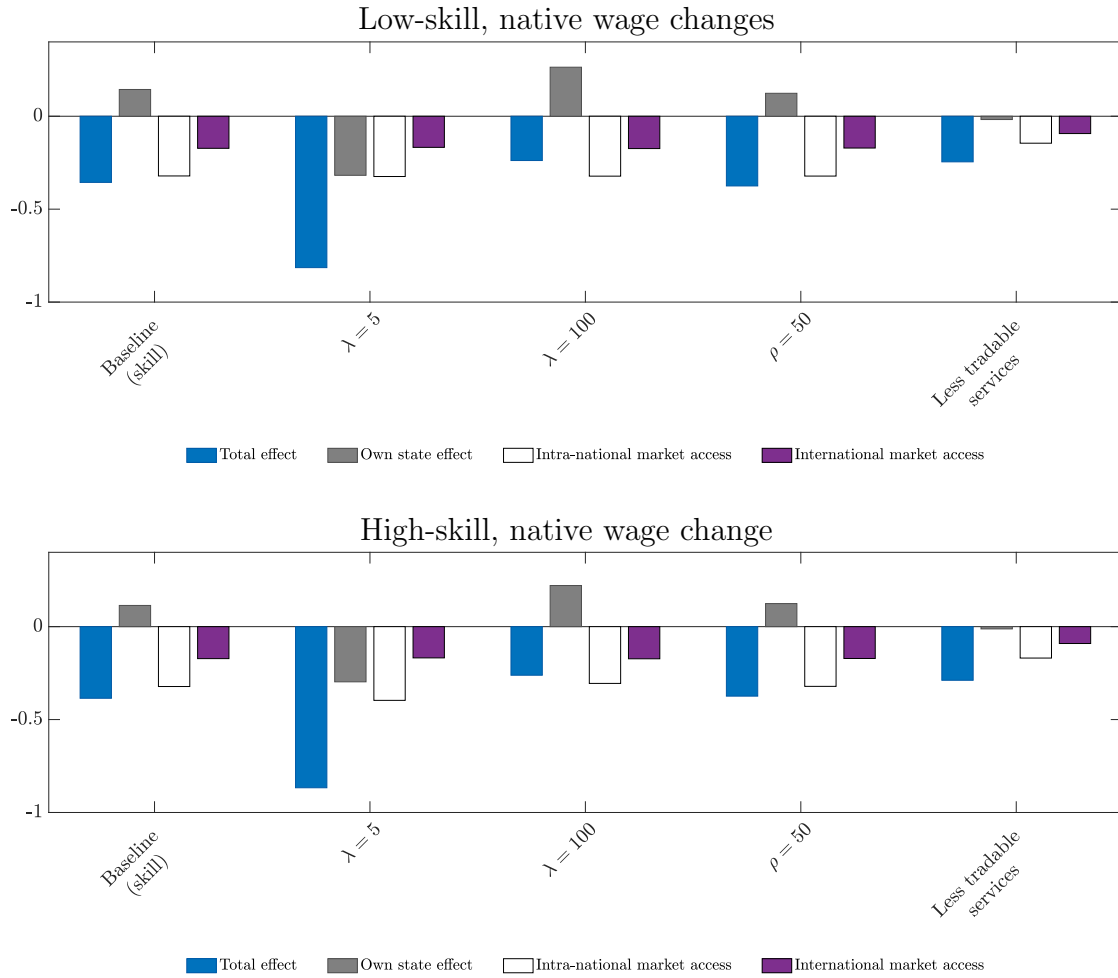 Low-skill, native wage changes
0
-0.5
-1
Baseline
(skill)
λ = 5
λ = 100
ρ = 50
Less tradable
services
Total effect Own state effect Intra-national market access International market access
High-skill, native wage change
0
-0.5
-1
Baseline
(skill)
λ = 5
λ = 100
ρ = 50
Less tradable
services
Total effect Own state effect Intra-national market access International market access